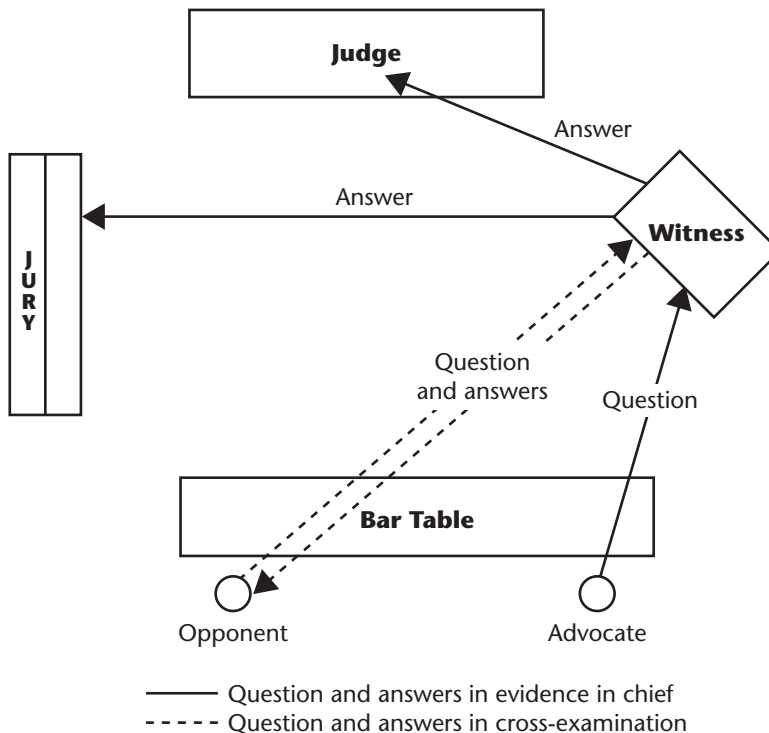 Judge
Answer
Answer
Witness
JURY
Question
and answers
Question
Bar Table
Opponent
Advocate
Question and answers in evidence in chief
Question and answers in cross-examination